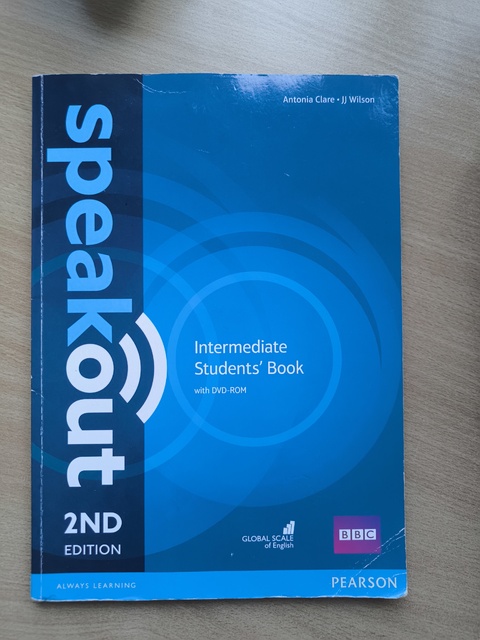 Antonia Clare • JJ Wilson
speakout
Intermediate
Students' Book
with DVD-ROM
2ND
EDITION
GLOBAL SCALE
of English
BBC
ALWAYS LEARNING
PEARSON